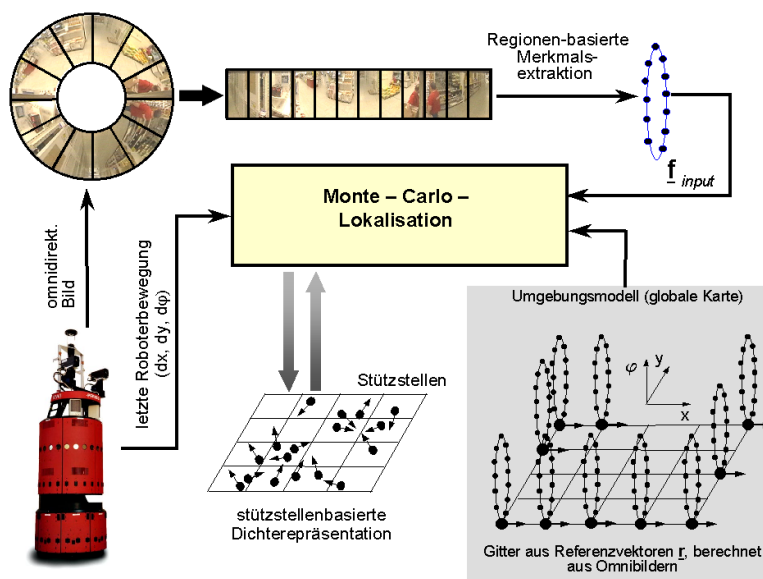 Regionen-basierte
Merkmals-
extraktion
f input
Monte – Carlo –
Lokalisation
omnidirekt.
Bild
letzte Roboterbewegung
(dx, dy, dφ)
Umgebungsmodell (globale Karte)
φ
y
x
Stützstellen
stützstellenbasierte
Dichterepräsentation
Gitter aus Referenzvektoren r, berechnet
aus Omnibildern